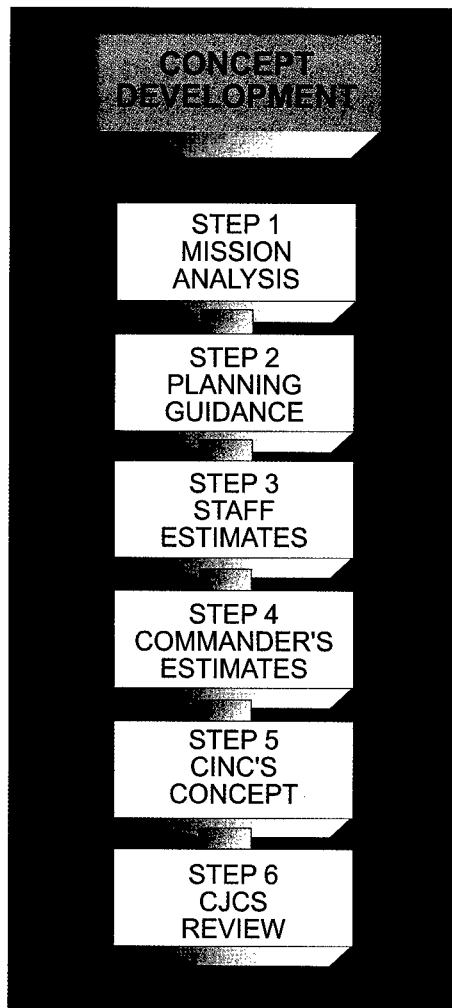 CONCEPT
DEVELOPMENT
STEP 1
MISSION
ANALYSIS
STEP 2
PLANNING
GUIDANCE
STEP 3
STAFF
ESTIMATES
STEP 4
COMMANDER'S
ESTIMATES
STEP 5
CINC'S
CONCEPT
STEP 6
CJCS
REVIEW